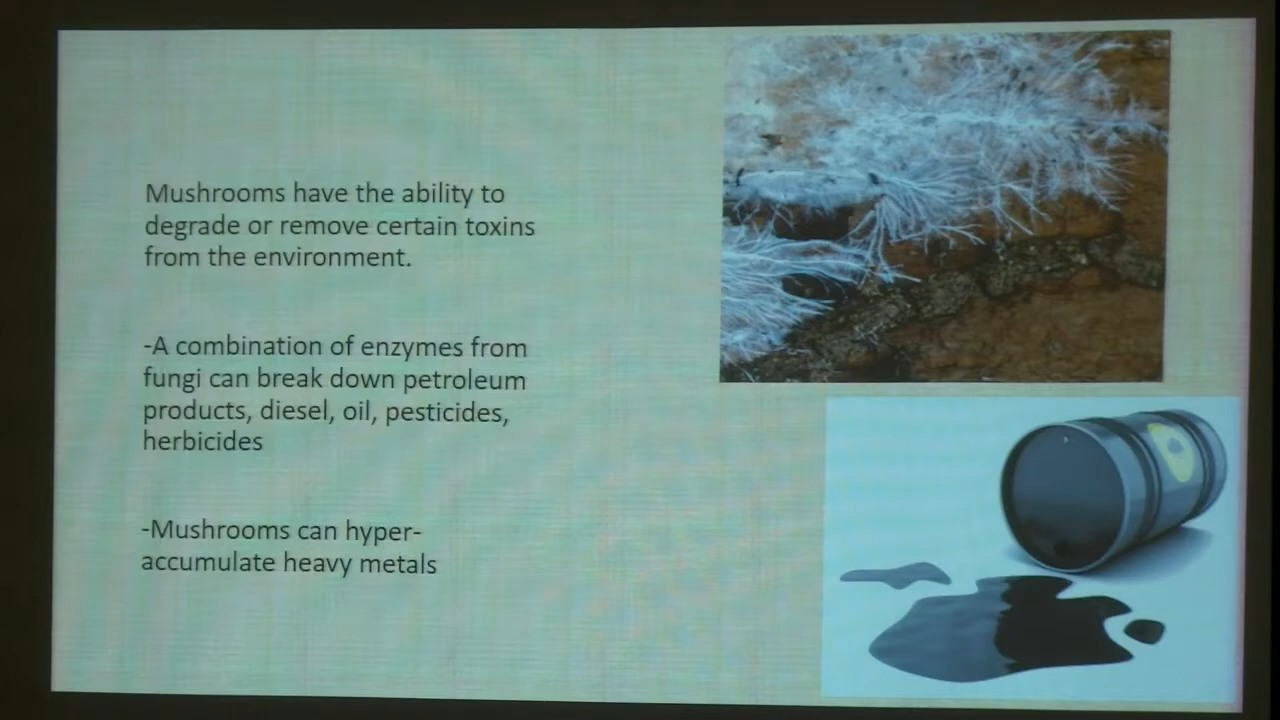 Mushrooms have the ability to
degrade or remove certain toxins
from the environment.
-A combination of enzymes from
fungi can break down petroleum
products, diesel, oil, pesticides,
herbicides
-Mushrooms can hyper-
accumulate heavy metals